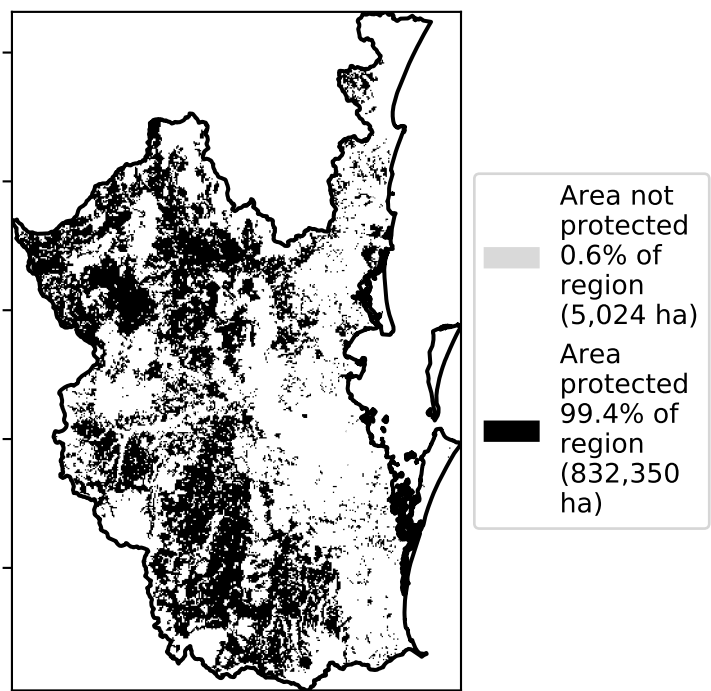 Area not
protected
0.6% of
region
(5,024 ha)
Area
protected
99.4% of
region
(832,350
ha)